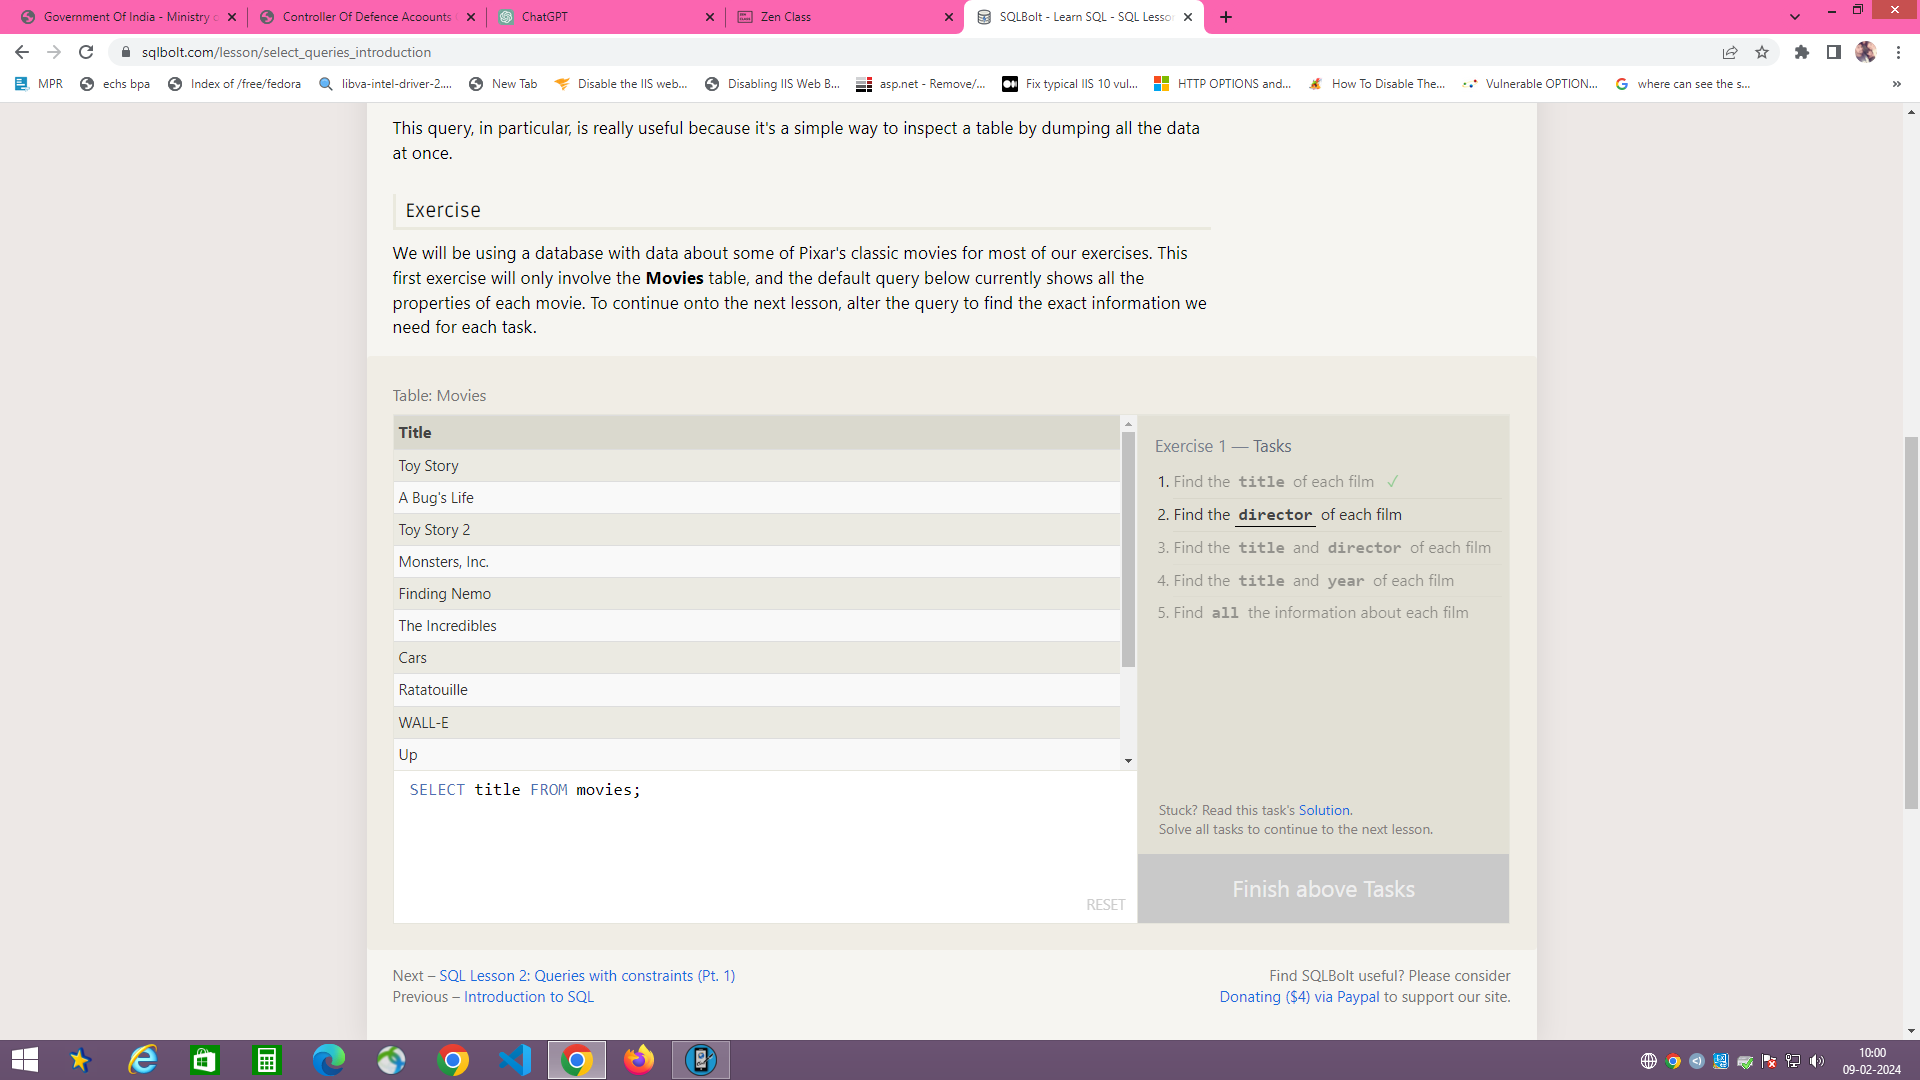 Government Of India - Ministry
Controller Of Defence Acoounts
ChatGPT
Zen Class
SQLBolt - Learn SQL - SQL Lesson
sqlbolt.com/lesson/select_queries_introduction
MPR
echs bpa
Index of /free/fedora
libva-intel-driver-2....
New Tab
Disable the IIS web...
Disabling IIS Web B...
asp.net - Remove/...
Fix typical IIS 10 vul...
HTTP OPTIONS and...
How To Disable The...
Vulnerable OPTION...
where can see the s...
This query, in particular, is really useful because it's a simple way to inspect a table by dumping all the data
at once.
Exercise
We will be using a database with data about some of Pixar's classic movies for most of our exercises. This
first exercise will only involve the Movies table, and the default query below currently shows all the
properties of each movie. To continue onto the next lesson, alter the query to find the exact information we
need for each task.
Table: Movies
Title
Toy Story
A Bug's Life
Toy Story 2
Monsters, Inc.
Finding Nemo
The Incredibles
Cars
Ratatouille
WALL-E
Up
SELECT title FROM movies;
RESET
Exercise 1 — Tasks
1. Find the title of each film ✓
2. Find the director of each film
3. Find the title and director of each film
4. Find the title and year of each film
5. Find all the information about each film
Stuck? Read this task's Solution.
Solve all tasks to continue to the next lesson.
Finish above Tasks
Next – SQL Lesson 2: Queries with constraints (Pt. 1)
Previous – Introduction to SQL
Find SQLBolt useful? Please consider
Donating ($4) via Paypal to support our site.
10:00
09-02-2024